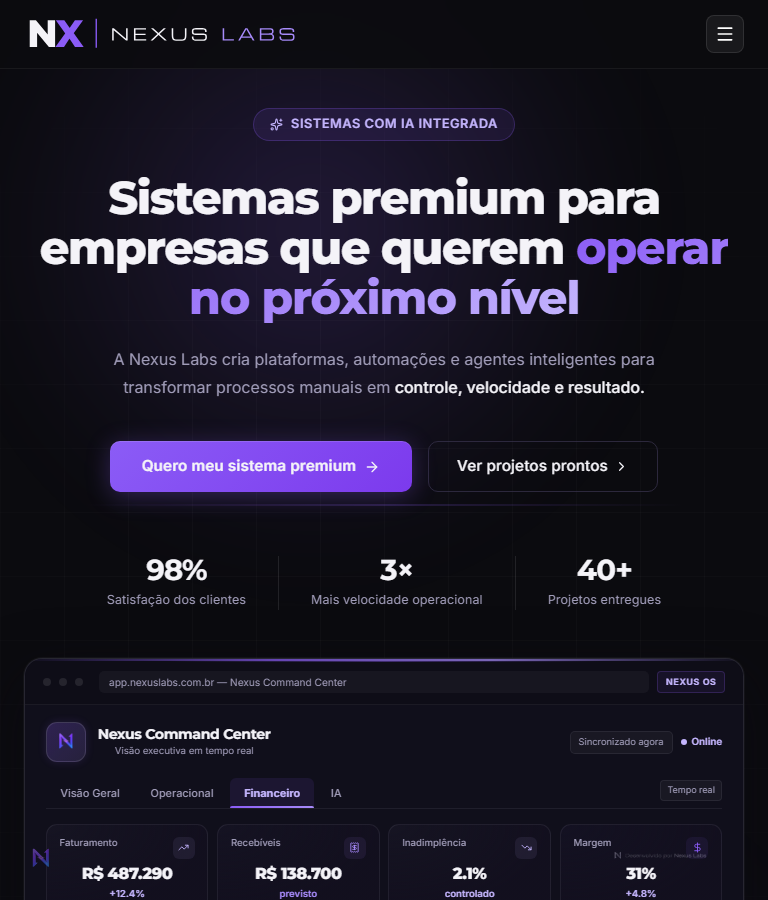 NX | NEXUS LABS
SISTEMAS COM IA INTEGRADA
Sistemas premium para
empresas que querem operar
no próximo nível
A Nexus Labs cria plataformas, automações e agentes inteligentes para
transformar processos manuais em controle, velocidade e resultado.
Quero meu sistema premium →
Ver projetos prontos ›
98%
Satisfação dos clientes
3×
Mais velocidade operacional
40+
Projetos entregues
app.nexuslabs.com.br — Nexus Command Center
NEXUS OS
N
Nexus Command Center
Visão executiva em tempo real
Sincronizado agora
Online
Visão Geral
Operacional
Financeiro
IA
Tempo real
Faturamento
R$ 487.290
+12.4%
Recebíveis
R$ 138.700
previsto
Inadimplência
2.1%
controlado
Margem
$
31%
+4.8%
N
N Desenvolvido por Nexus Labs